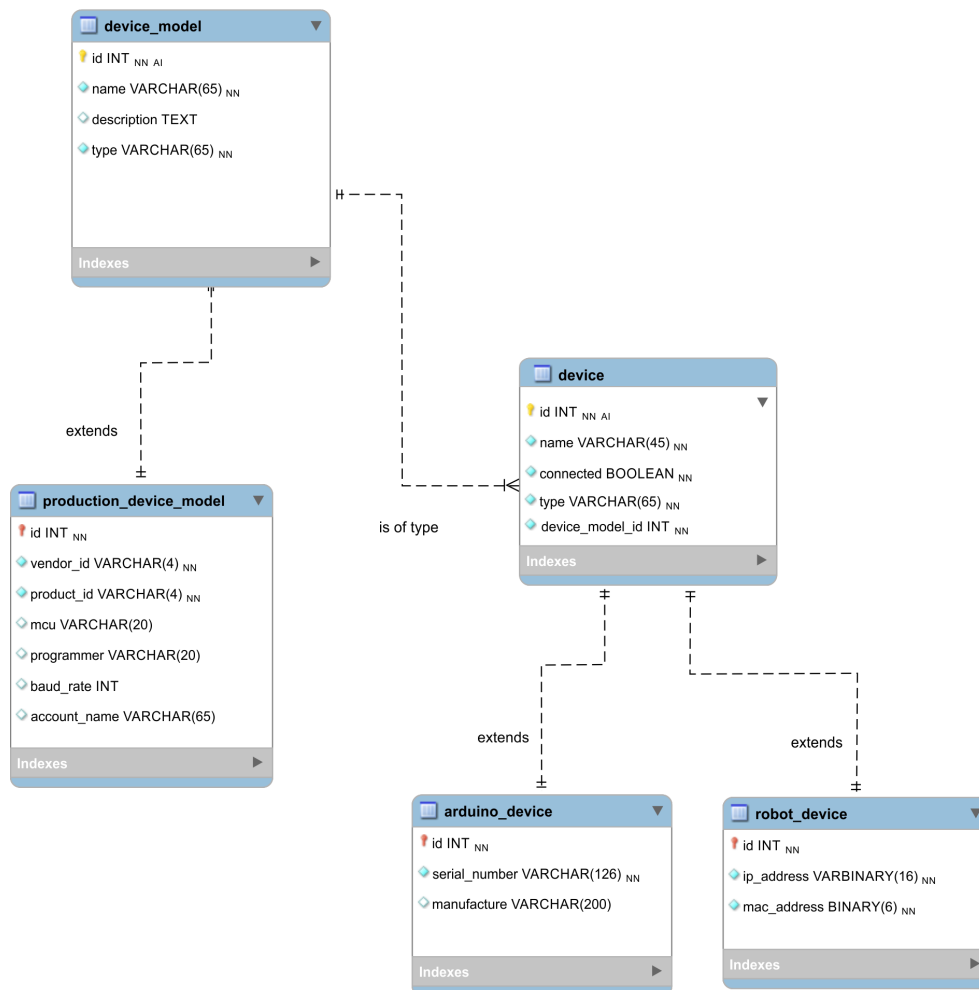 device_model
id INT NN AI
name VARCHAR(65) NN
description TEXT
type VARCHAR(65) NN
Indexes
extends
production_device_model
id INT NN
vendor_id VARCHAR(4) NN
product_id VARCHAR(4) NN
mcu VARCHAR(20)
programmer VARCHAR(20)
baud_rate INT
account_name VARCHAR(65)
Indexes
is of type
device
id INT NN AI
name VARCHAR(45) NN
connected BOOLEAN NN
type VARCHAR(65) NN
device_model_id INT NN
Indexes
extends
extends
arduino_device
id INT NN
serial_number VARCHAR(126) NN
manufacture VARCHAR(200)
Indexes
robot_device
id INT NN
ip_address VARBINARY(16) NN
mac_address BINARY(6) NN
Indexes